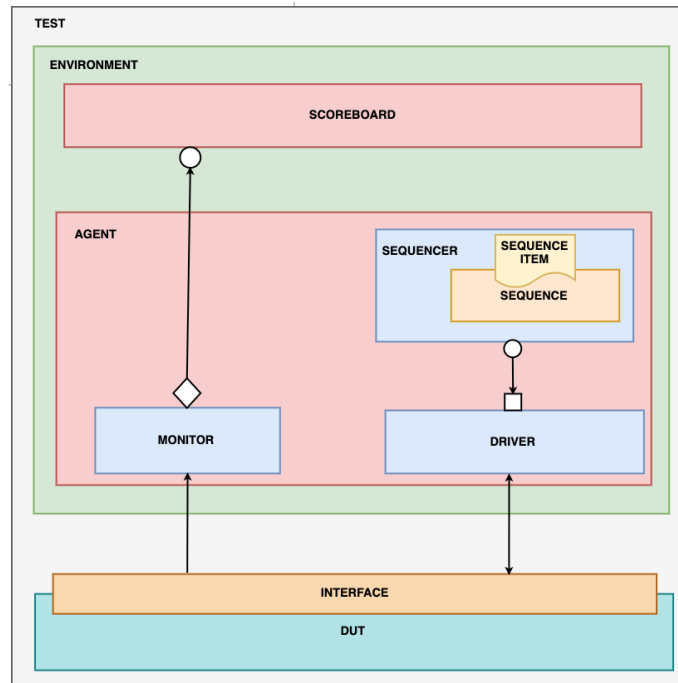 TEST
ENVIRONMENT
SCOREBOARD
AGENT
SEQUENCER
SEQUENCE
ITEM
SEQUENCE
MONITOR
DRIVER
INTERFACE
DUT